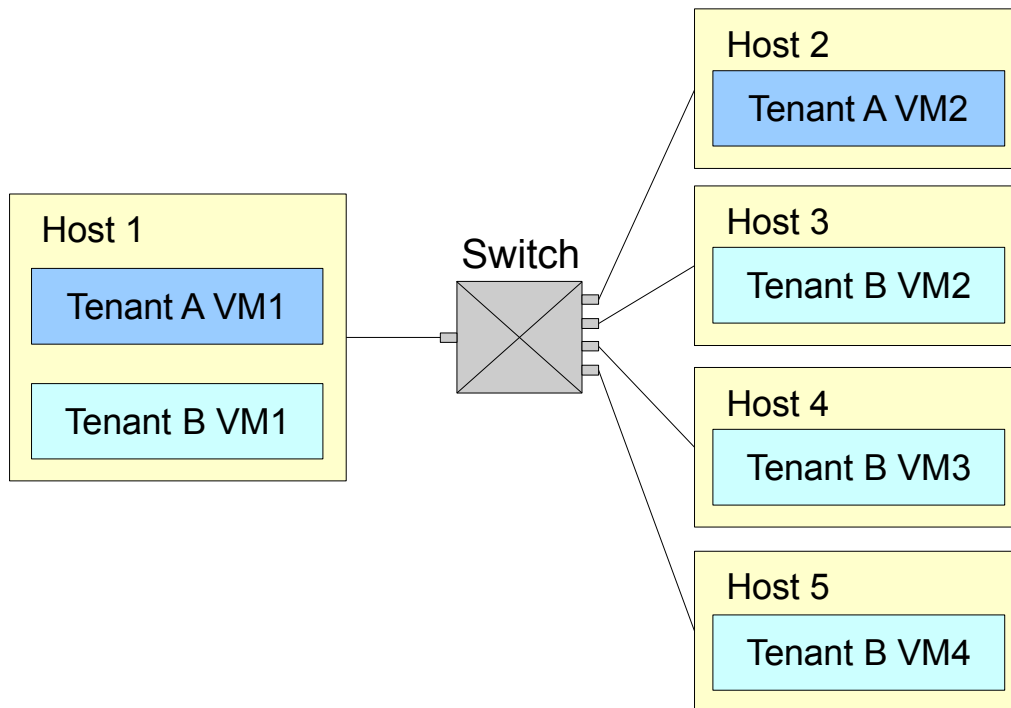 Host 1
Tenant A VM1
Tenant B VM1
Switch
Host 2
Tenant A VM2
Host 3
Tenant B VM2
Host 4
Tenant B VM3
Host 5
Tenant B VM4